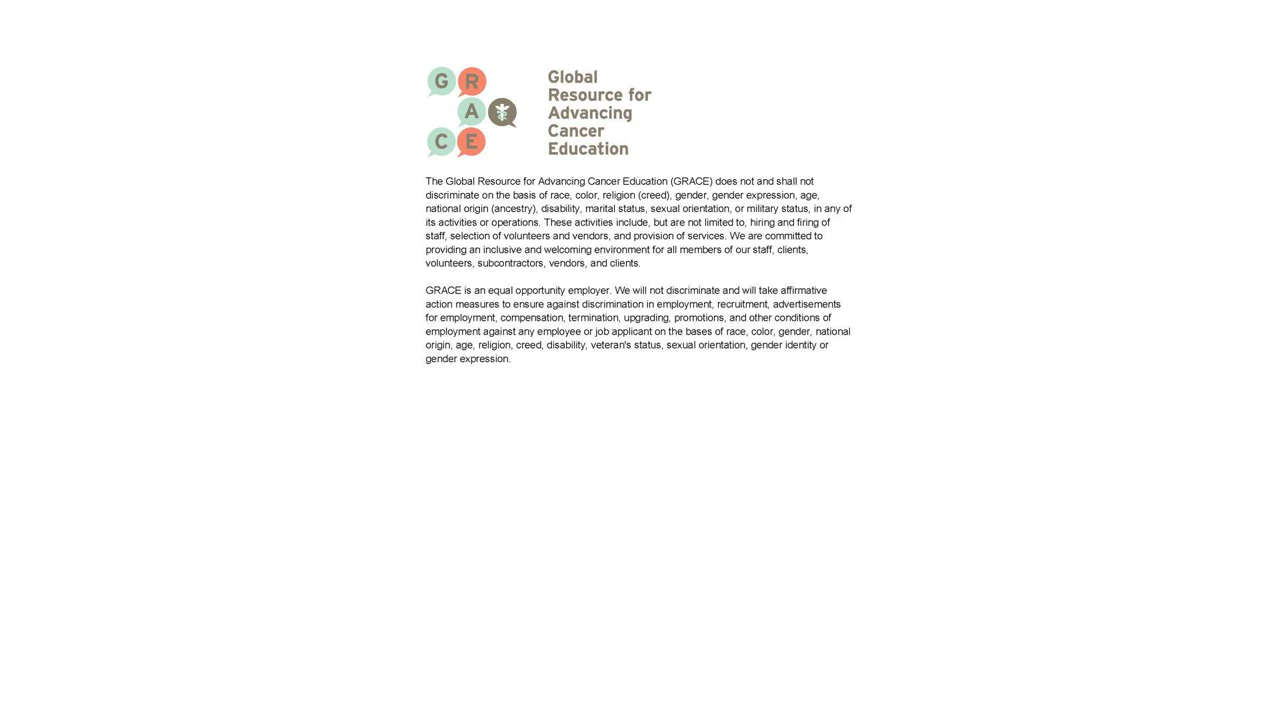 G R
A
C E
Global
Resource for
Advancing
Cancer
Education
The Global Resource for Advancing Cancer Education (GRACE) does not and shall not
discriminate on the basis of race, color, religion (creed), gender, gender expression, age,
national origin (ancestry), disability, marital status, sexual orientation, or military status, in any of
its activities or operations. These activities include, but are not limited to, hiring and firing of
staff, selection of volunteers and vendors, and provision of services. We are committed to
providing an inclusive and welcoming environment for all members of our staff, clients,
volunteers, subcontractors, vendors, and clients.
GRACE is an equal opportunity employer. We will not discriminate and will take affirmative
action measures to ensure against discrimination in employment, recruitment, advertisements
for employment, compensation, termination, upgrading, promotions, and other conditions of
employment against any employee or job applicant on the bases of race, color, gender, national
origin, age, religion, creed, disability, veteran's status, sexual orientation, gender identity or
gender expression.